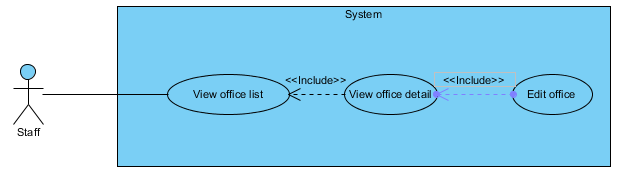 System
<<Include>>
<<Include>>
View office list
View office detail
Edit office
Staff